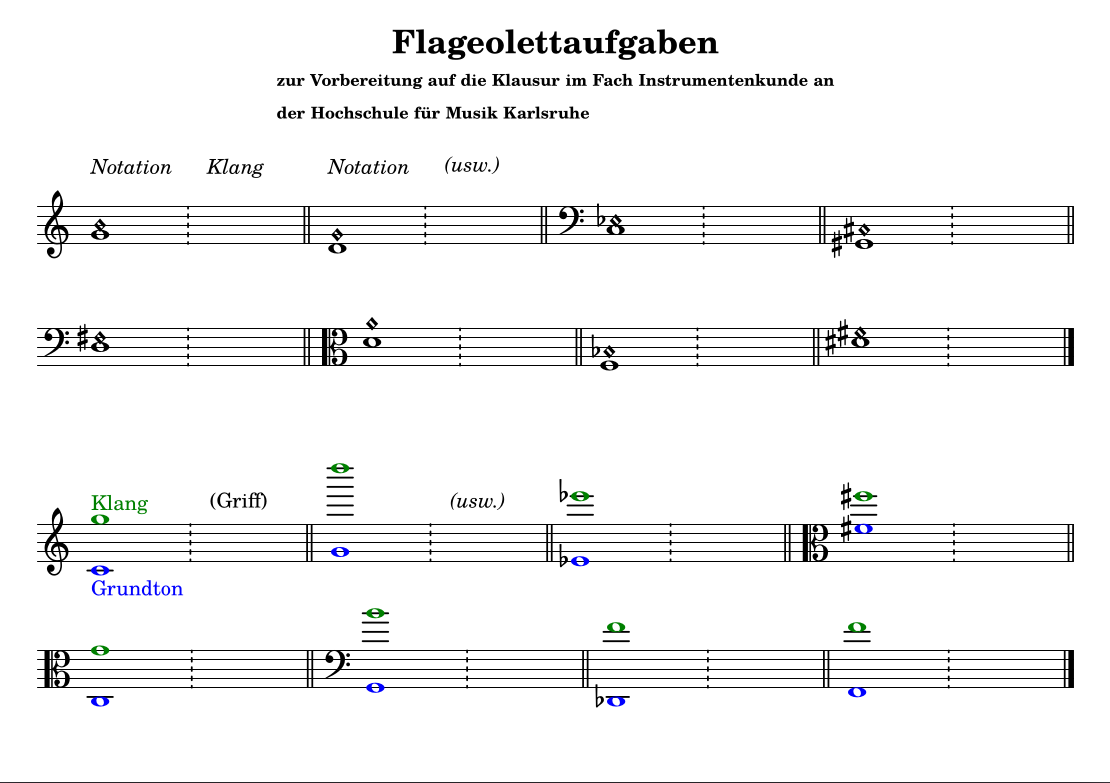 Flageolettaufgaben
zur Vorbereitung auf die Klausur im Fach Instrumentenkunde an
der Hochschule für Musik Karlsruhe
Notation Klang Notation (usw.)
Klang (Griff) (usw.)
Grundton